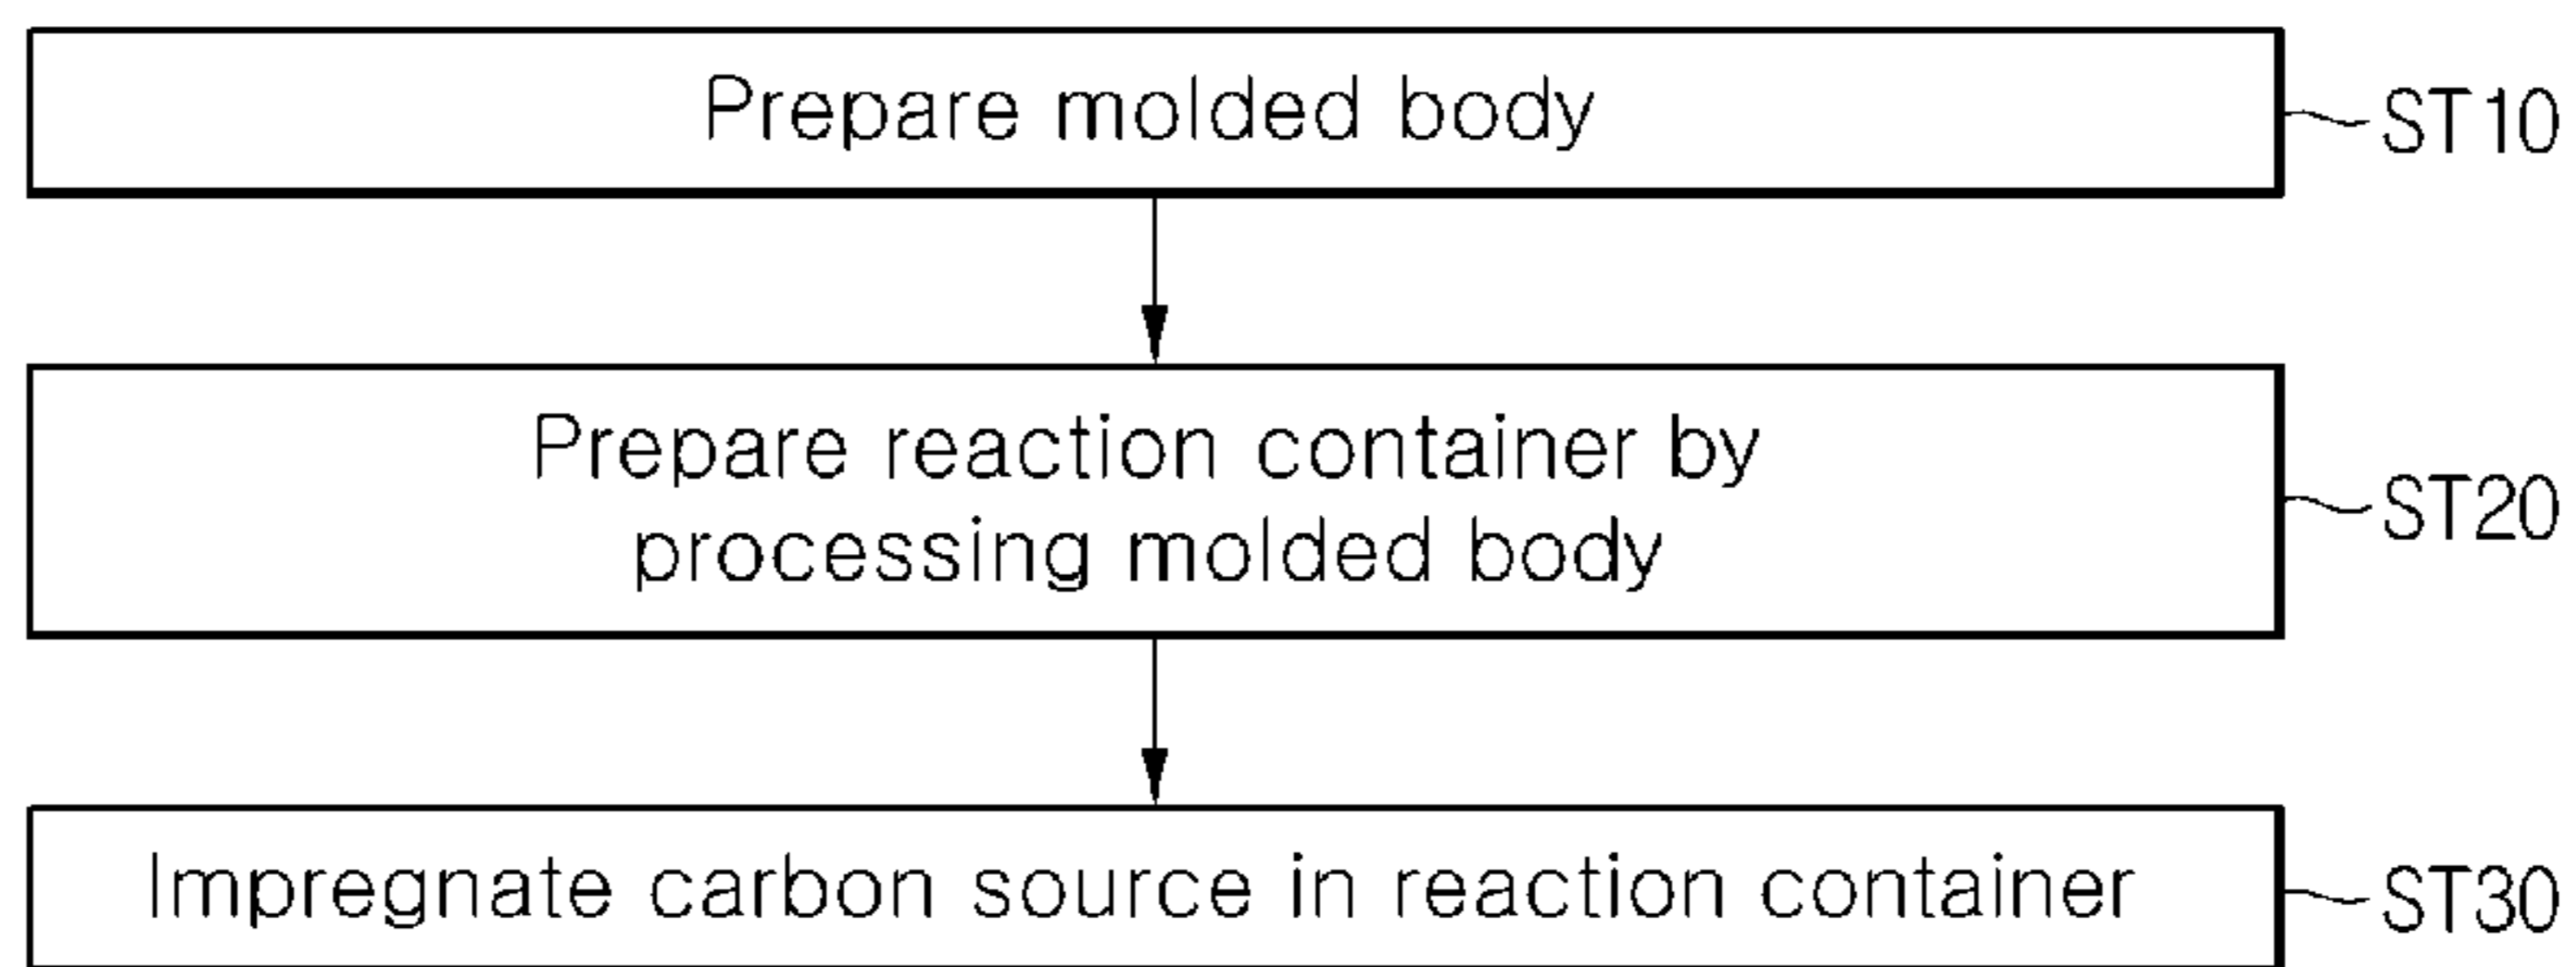 Prepare molded body
ST10
Prepare reaction container by
processing molded body
ST20
Impregnate carbon source in reaction container
ST30